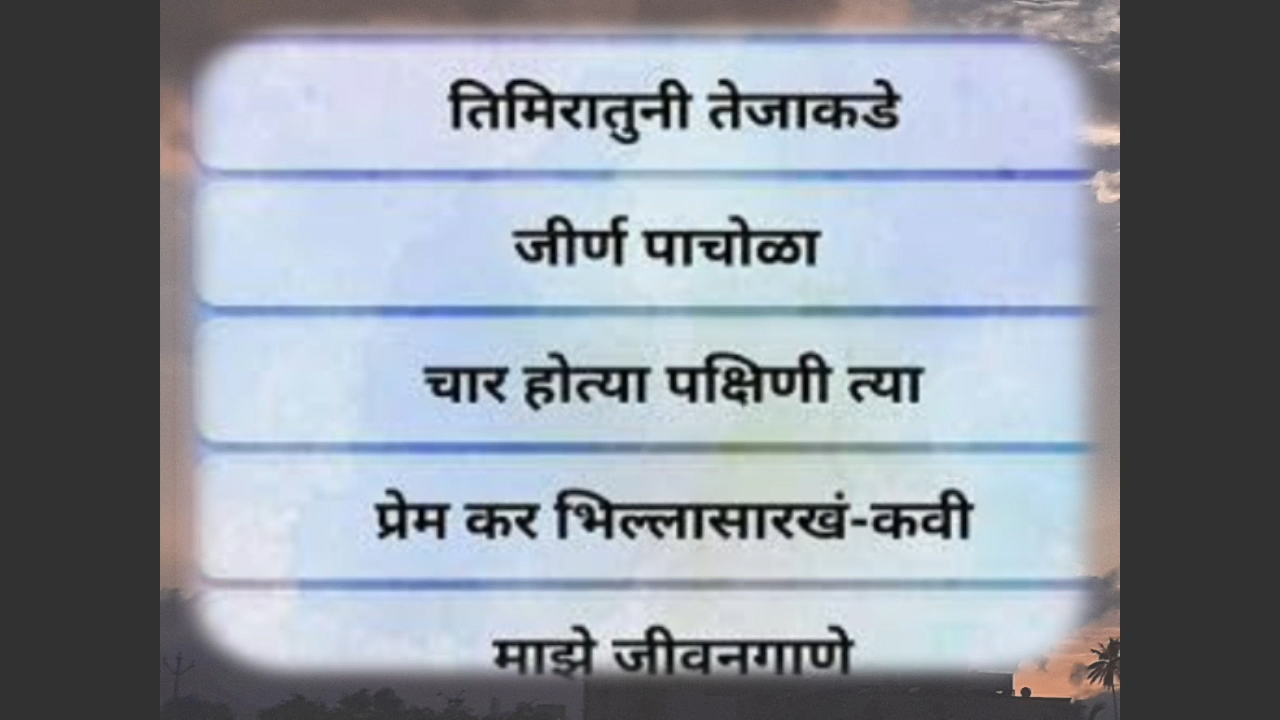 तिमिरातुनी तेजाकडे
जीर्ण पाचोळा
चार होत्या पक्षिणी त्या
प्रेम कर भिल्लासारखं-कवी
माझे जीवनगाणे